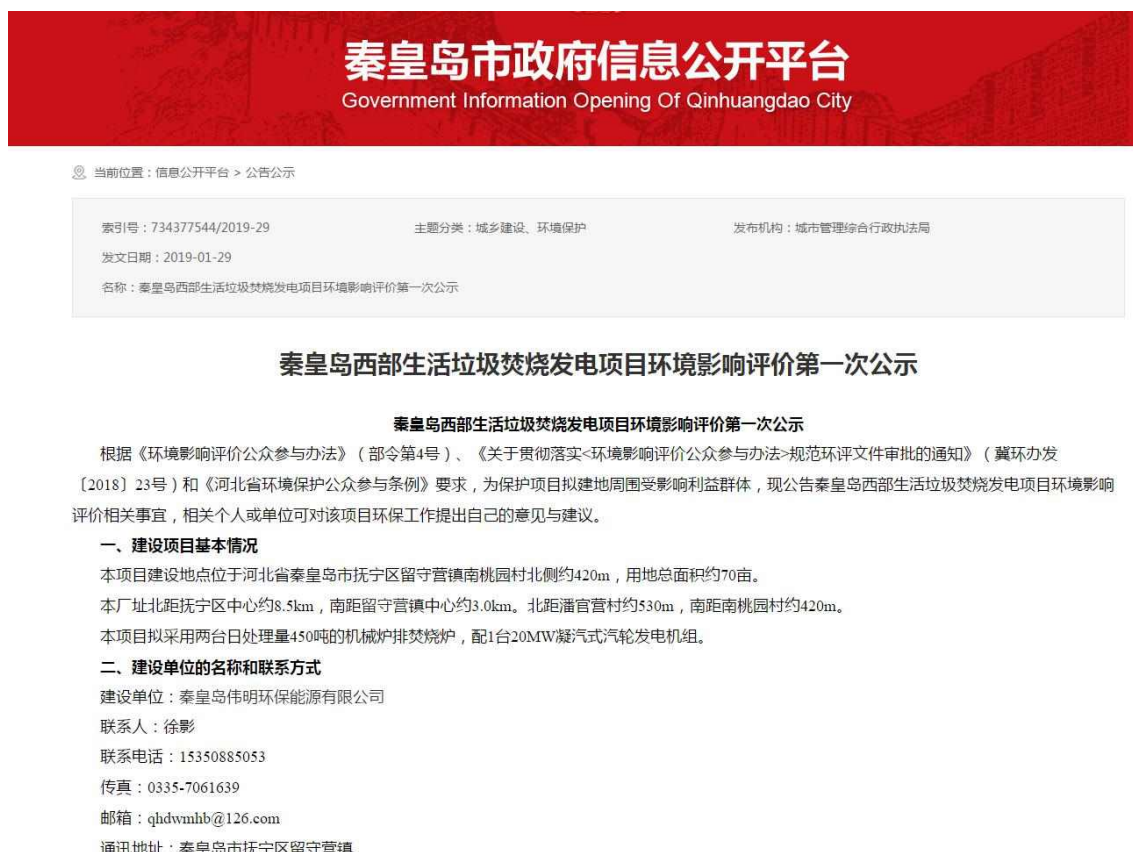 秦皇岛市政府信息公开平台
Government Information Opening Of Qinhuangdao City
当前位置：信息公开平台 > 公告公示
索引号：734377544/2019-29 主题分类：城乡建设、环境保护 发布机构：城市管理综合行政执法局
发文日期：2019-01-29
名称：秦皇岛西部生活垃圾焚烧发电项目环境影响评价第一次公示
秦皇岛西部生活垃圾焚烧发电项目环境影响评价第一次公示
秦皇岛西部生活垃圾焚烧发电项目环境影响评价第一次公示
根据《环境影响评价公众参与办法》（部令第4号）、《关于贯彻落实<环境影响评价公众参与办法>规范环评文件审批的通知》（冀环办发
〔2018〕23号）和《河北省环境保护公众参与条例》要求，为保护项目拟建地周围受影响利益群体，现公告秦皇岛西部生活垃圾焚烧发电项目环境影响
评价相关事宜，相关个人或单位可对该项目环保工作提出自己的意见与建议。
一、建设项目基本情况
本项目建设地点位于河北省秦皇岛市抚宁区留守营镇南桃园村北侧约420m，用地总面积约70亩。
本厂址北距抚宁区中心约8.5km，南距留守营镇中心约3.0km。北距潘官营村约530m，南距南桃园村约420m。
本项目拟采用两台日处理量450吨的机械炉排焚烧炉，配1台20MW凝汽式汽轮发电机组。
二、建设单位的名称和联系方式
建设单位：秦皇岛伟明环保能源有限公司
联系人：徐影
联系电话：15350885053
传真：0335-7061639
邮箱：qhdwmhb@126.com
通讯地址：秦皇岛市抚宁区留守营镇